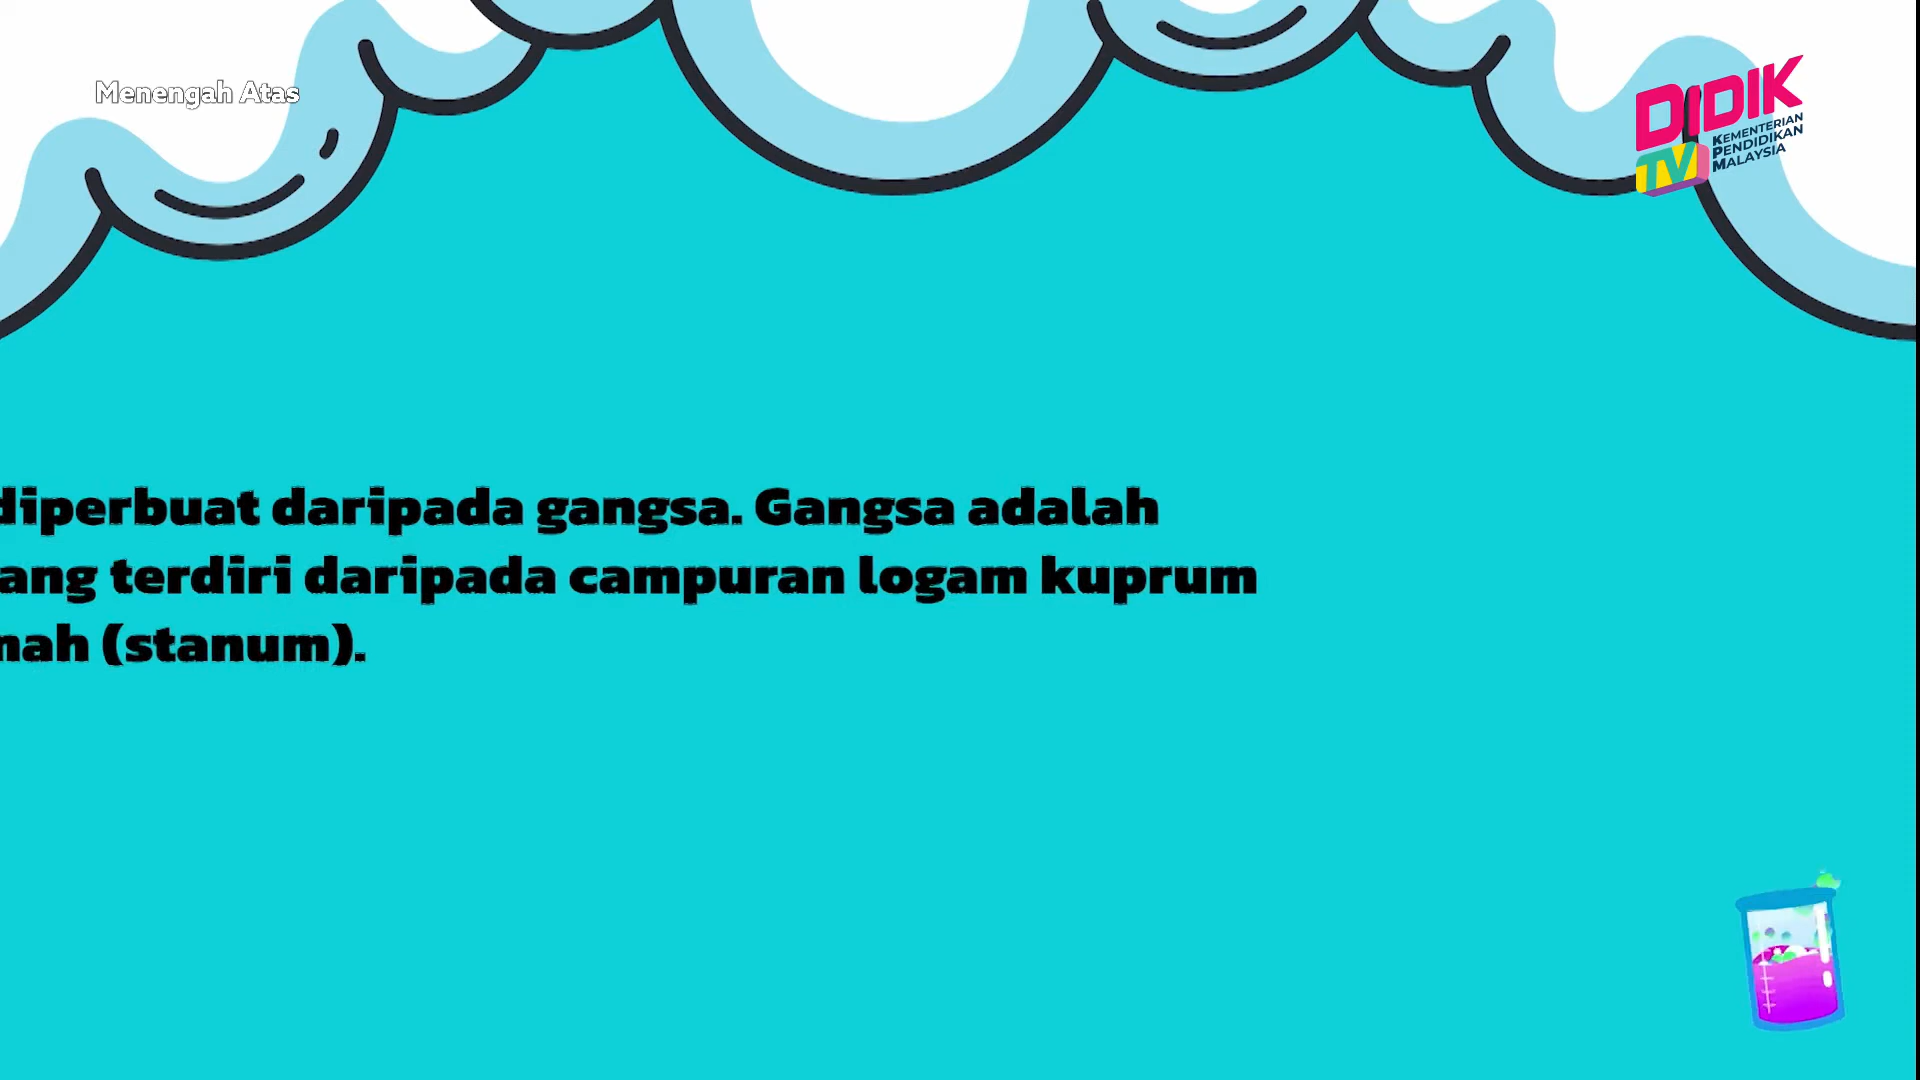 Menengah Atas
DIDIK
TV
KEMENTERIAN
PENDIDIKAN
MALAYSIA
diperbuat daripada gangsa. Gangsa adalah
ang terdiri daripada campuran logam kuprum
nah (stanum).